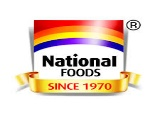 ®
National
FOODS
SINCE 1970